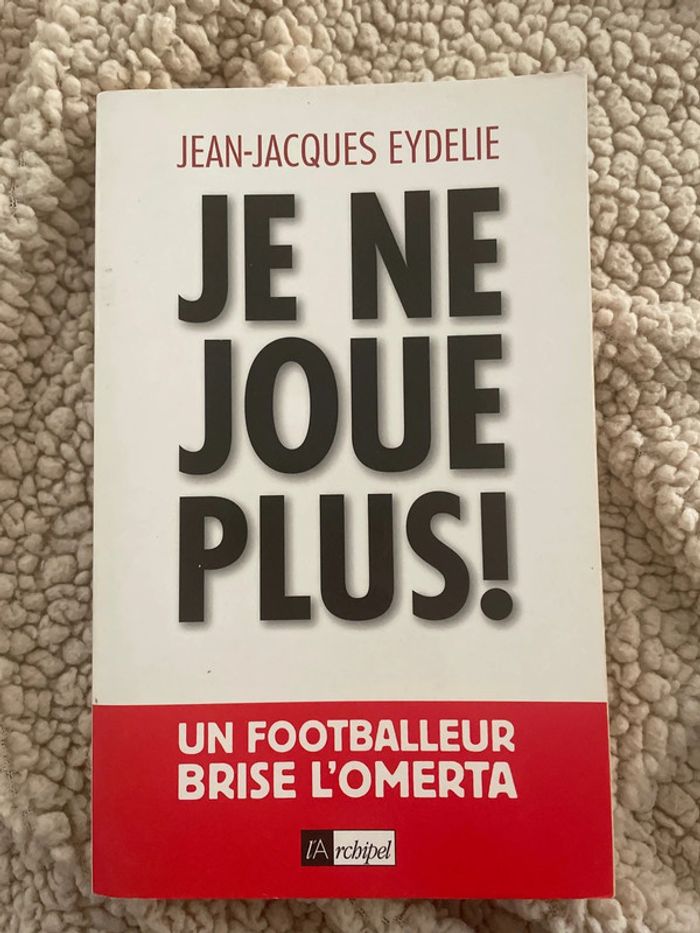 JEAN-JACQUES EYDELIE
JE NE
JOUE
PLUS!
UN FOOTBALLEUR
BRISE L'OMERTA
l'Archipel